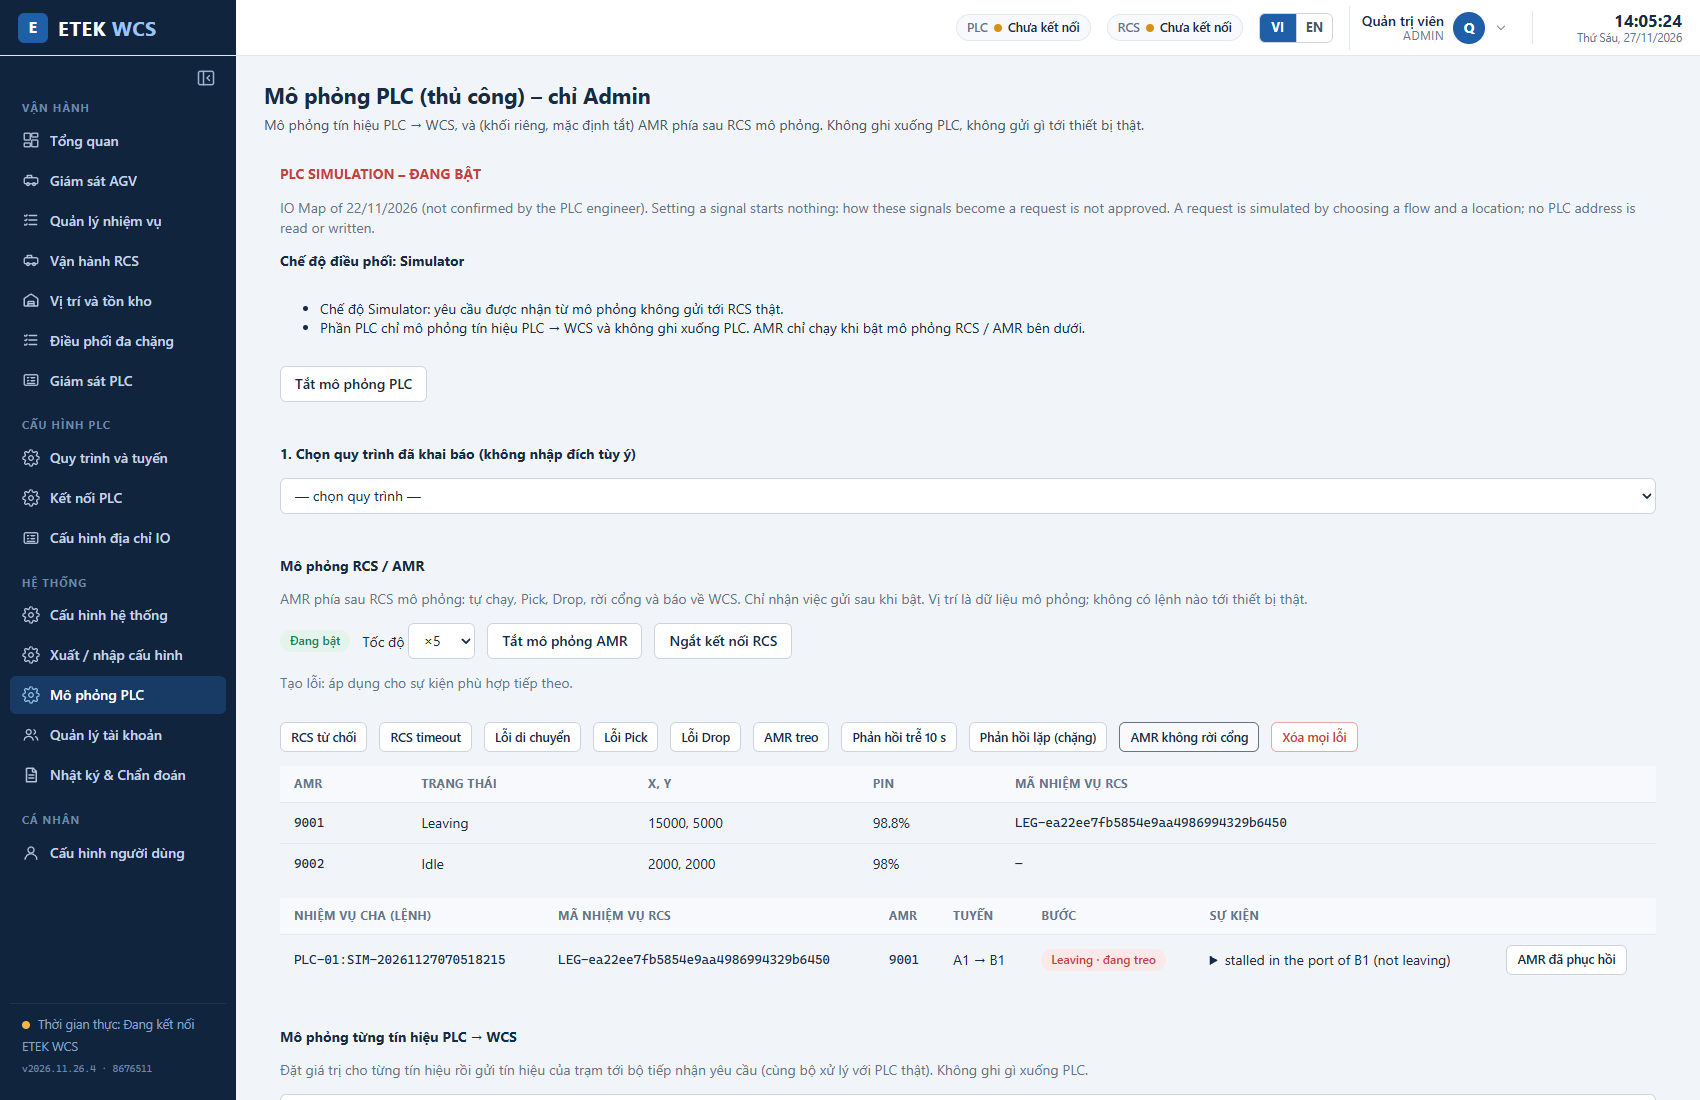 E ETEK WCS
PLC Chưa kết nối
RCS Chưa kết nối
VI EN
Quản trị viên
ADMIN
Q
14:05:24
Thứ Sáu, 27/11/2026
VẬN HÀNH
Tổng quan
Giám sát AGV
Quản lý nhiệm vụ
Vận hành RCS
Vị trí và tồn kho
Điều phối đa chặng
Giám sát PLC
CẤU HÌNH PLC
Quy trình và tuyến
Kết nối PLC
Cấu hình địa chỉ IO
HỆ THỐNG
Cấu hình hệ thống
Xuất / nhập cấu hình
Mô phỏng PLC
Quản lý tài khoản
Nhật ký & Chẩn đoán
CÁ NHÂN
Cấu hình người dùng
Thời gian thực: Đang kết nối
ETEK WCS
v2026.11.26.4 · 8676511
Mô phỏng PLC (thủ công) – chỉ Admin
Mô phỏng tín hiệu PLC → WCS, và (khối riêng, mặc định tắt) AMR phía sau RCS mô phỏng. Không ghi xuống PLC, không gửi gì tới thiết bị thật.
PLC SIMULATION – ĐANG BẬT
IO Map of 22/11/2026 (not confirmed by the PLC engineer). Setting a signal starts nothing: how these signals become a request is not approved. A request is simulated by choosing a flow and a location; no PLC address is
read or written.
Chế độ điều phối: Simulator
• Chế độ Simulator: yêu cầu được nhận từ mô phỏng không gửi tới RCS thật.
• Phần PLC chỉ mô phỏng tín hiệu PLC → WCS và không ghi xuống PLC. AMR chỉ chạy khi bật mô phỏng RCS / AMR bên dưới.
Tắt mô phỏng PLC
1. Chọn quy trình đã khai báo (không nhập đích tùy ý)
— chọn quy trình —
Mô phỏng RCS / AMR
AMR phía sau RCS mô phỏng: tự chạy, Pick, Drop, rời cổng và báo về WCS. Chỉ nhận việc gửi sau khi bật. Vị trí là dữ liệu mô phỏng; không có lệnh nào tới thiết bị thật.
Đang bật Tốc độ ×5 Tắt mô phỏng AMR Ngắt kết nối RCS
Tạo lỗi: áp dụng cho sự kiện phù hợp tiếp theo.
RCS từ chối RCS timeout Lỗi di chuyển Lỗi Pick Lỗi Drop AMR treo Phản hồi trễ 10 s Phản hồi lặp (chặng) AMR không rời cổng Xóa mọi lỗi
AMR TRẠNG THÁI X, Y PIN MÃ NHIỆM VỤ RCS
9001 Leaving 15000, 5000 98.8% LEG-ea22ee7fb5854e9aa4986994329b6450
9002 Idle 2000, 2000 98% –
NHIỆM VỤ CHA (LỆNH) MÃ NHIỆM VỤ RCS AMR TUYẾN BƯỚC SỰ KIỆN
PLC-01:SIM-20261127070518215 LEG-ea22ee7fb5854e9aa4986994329b6450 9001 A1 → B1 Leaving · đang treo ▶ stalled in the port of B1 (not leaving) AMR đã phục hồi
Mô phỏng từng tín hiệu PLC → WCS
Đặt giá trị cho từng tín hiệu rồi gửi tín hiệu của trạm tới bộ tiếp nhận yêu cầu (cùng bộ xử lý với PLC thật). Không ghi gì xuống PLC.